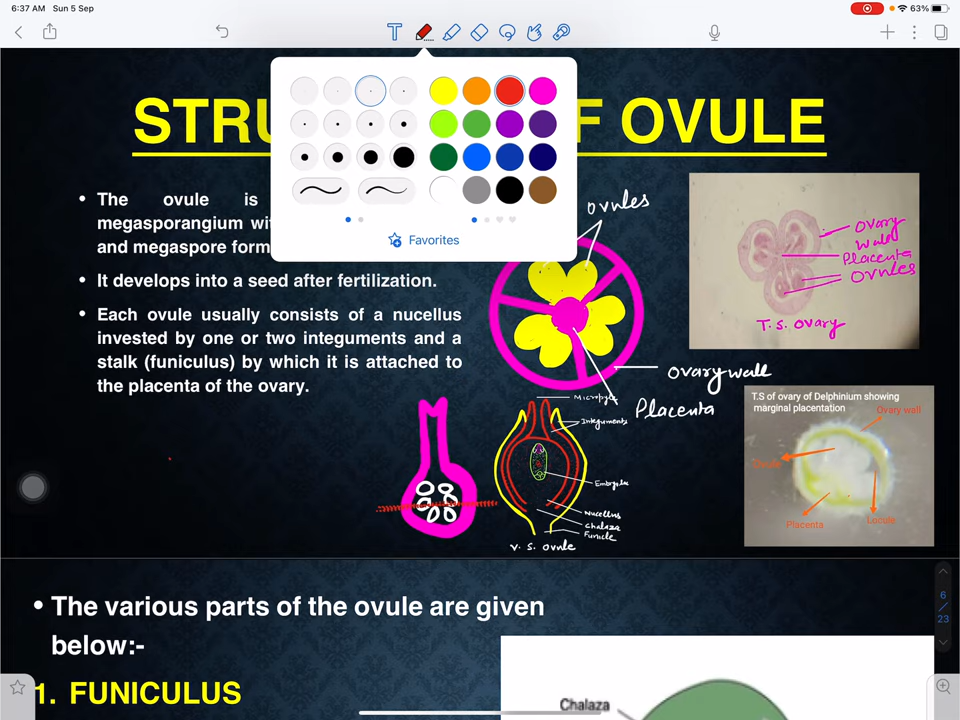 6:37 AM Sun 5 Sep
63%
T
STRU F OVULE
• The ovule is
megasporangium wi
and megaspore form
• It develops into a seed after fertilization.
• Each ovule usually consists of a nucellus
invested by one or two integuments and a
stalk (funiculus) by which it is attached to
the placenta of the ovary.
Favorites
ovules
ovary wall
Placenta
Ovary
wall
Placenta
Ovules
T.S. ovary
Micropyle
Integuments
Nucellus
Chalaza
Funicle
V. S. ovule
T.S of ovary of Delphinium showing
marginal placentation
Ovary wall
Placenta
Locule
6
/
23
• The various parts of the ovule are given
below:-
1. FUNICULUS
Chalaza